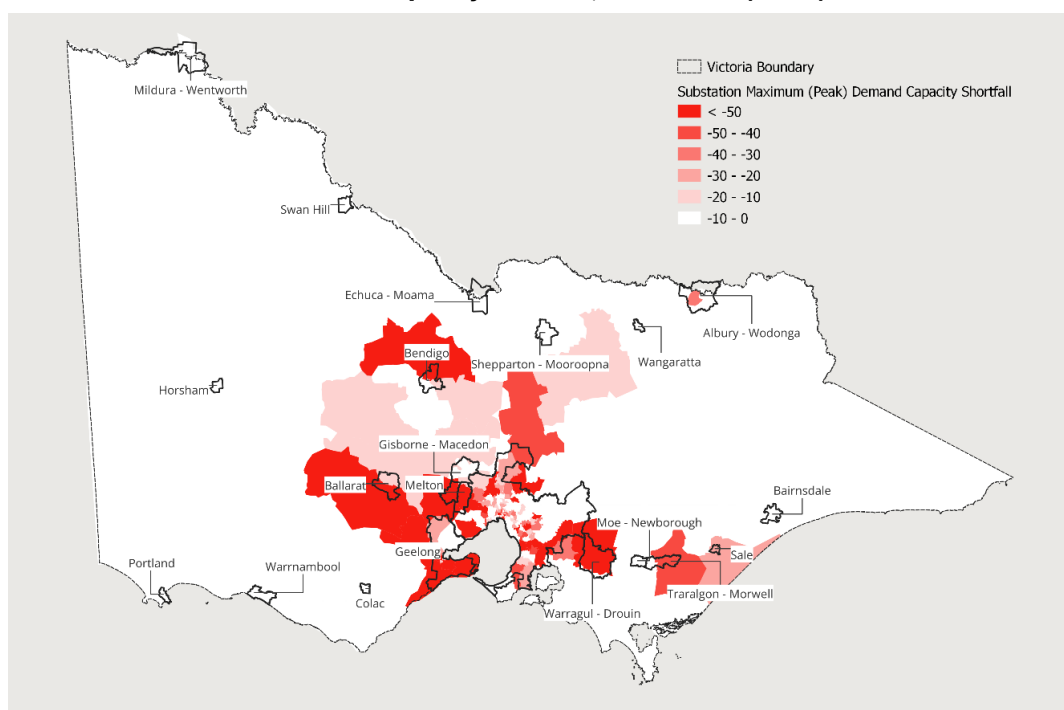 Victoria Boundary
Substation Maximum (Peak) Demand Capacity Shortfall
< -50
-50 - -40
-40 - -30
-30 - -20
-20 - -10
-10 - 0
Mildura - Wentworth
Swan Hill
Echuca - Moama
Albury - Wodonga
Bendigo
Shepparton - Mooroopna
Wangaratta
Horsham
Gisborne - Macedon
Ballarat
Melton
Bairnsdale
Moe - Newborough
Geelong
Sale
Portland
Warrnambool
Colac
Traralgon - Morwell
Warragul - Drouin